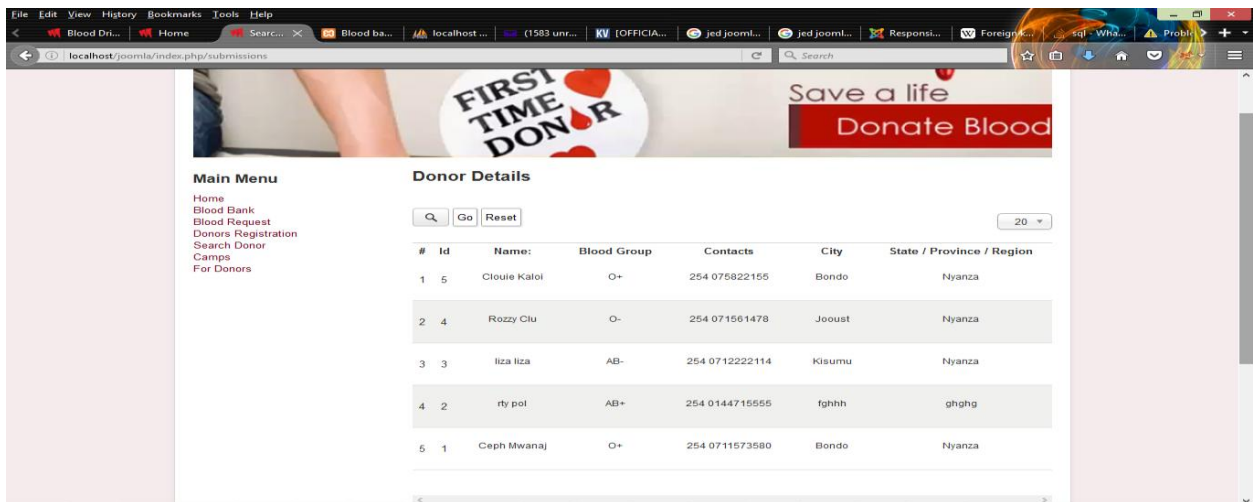 File Edit View History Bookmarks Tools Help
Blood Dri... Home Searc... Blood ba... localhost ... (1583 unr... KV [OFFICIA... jed jooml... jed jooml... Responsi... W Foreign k... sql - Wha... Proble
localhost/joomla/index.php/submissions Search
FIRST
TIME
DONOR
Save a life
Donate Blood
Main Menu
Home
Blood Bank
Blood Request
Donors Registration
Search Donor
Camps
For Donors
Donor Details
Go Reset 20
# Id Name: Blood Group Contacts City State / Province / Region
1 5 Clouie Kaloi O+ 254 075822155 Bondo Nyanza
2 4 Rozzy Clu O- 254 071561478 Jooust Nyanza
3 3 liza liza AB- 254 0712222114 Kisumu Nyanza
4 2 rty pol AB+ 254 0144715555 fghhh ghghg
5 1 Ceph Mwanaj O+ 254 0711573580 Bondo Nyanza